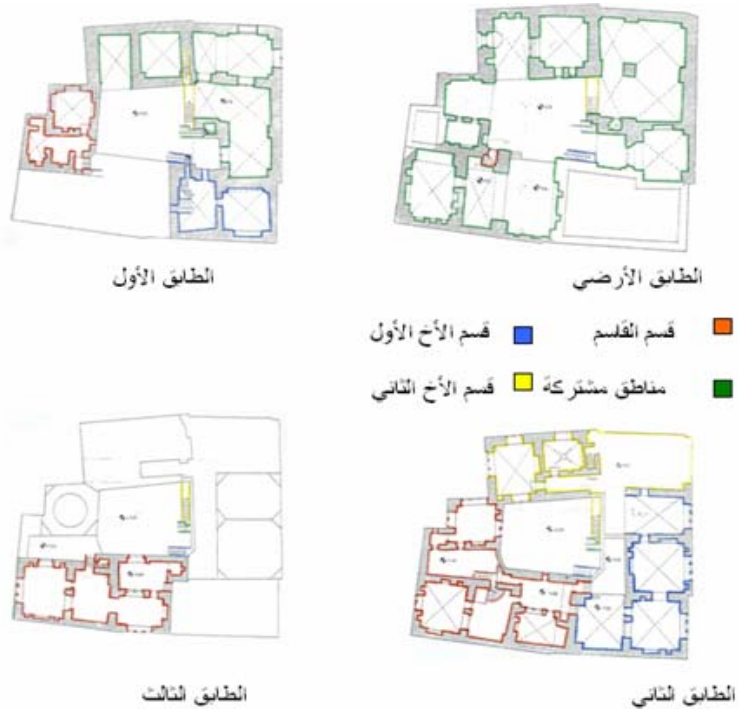 الطابق الأرضي
الطابق الأول
قسم القاسم
قسم الأخ الأول
مناطق مشتركة
قسم الأخ الثاني
الطابق الثاني
الطابق الثالث